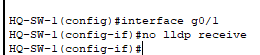 HQ-SW-1(config)#interface g0/1
HQ-SW-1(config-if)#no lldp receive
HQ-SW-1(config-if)#